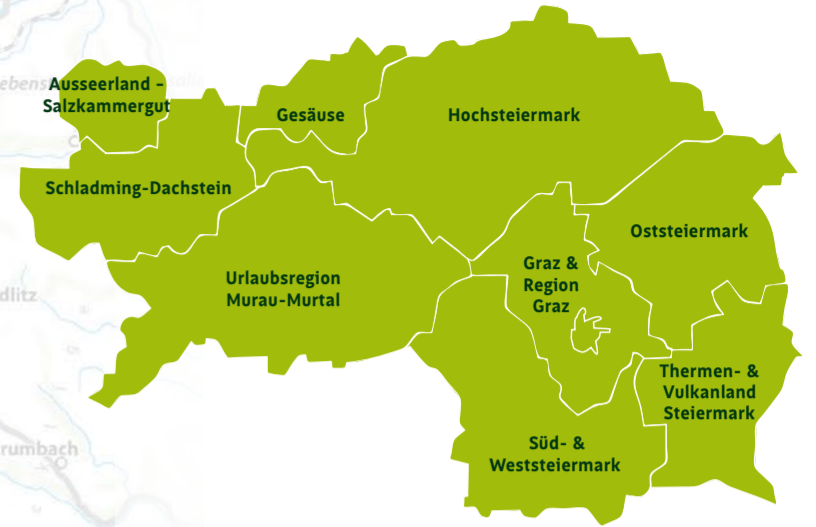 Ausseerland -
Salzkammergut
Gesäuse
Hochsteiermark
Schladming-Dachstein
Oststeiermark
Urlaubsregion
Murau-Murtal
Graz &
Region
Graz
Thermen- &
Vulkanland
Steiermark
Süd- &
Weststeiermark
dlitz
rumbach